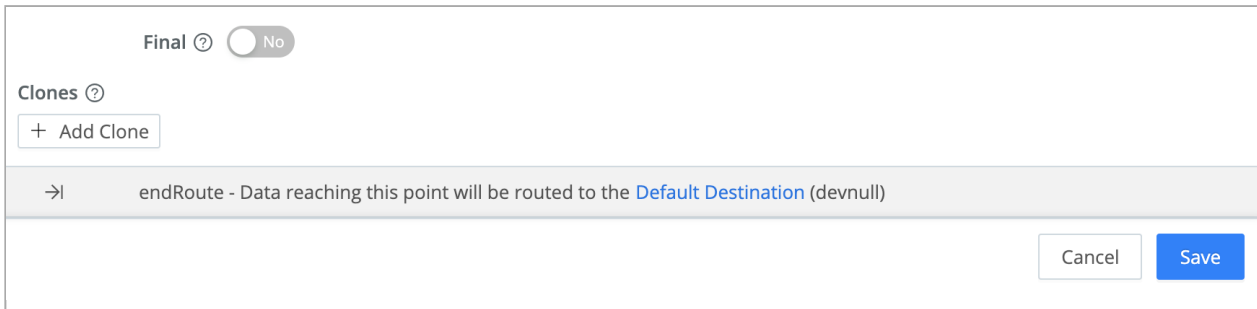 Final ? No
Clones ?
+ Add Clone
endRoute - Data reaching this point will be routed to the Default Destination (devnull)
Cancel Save